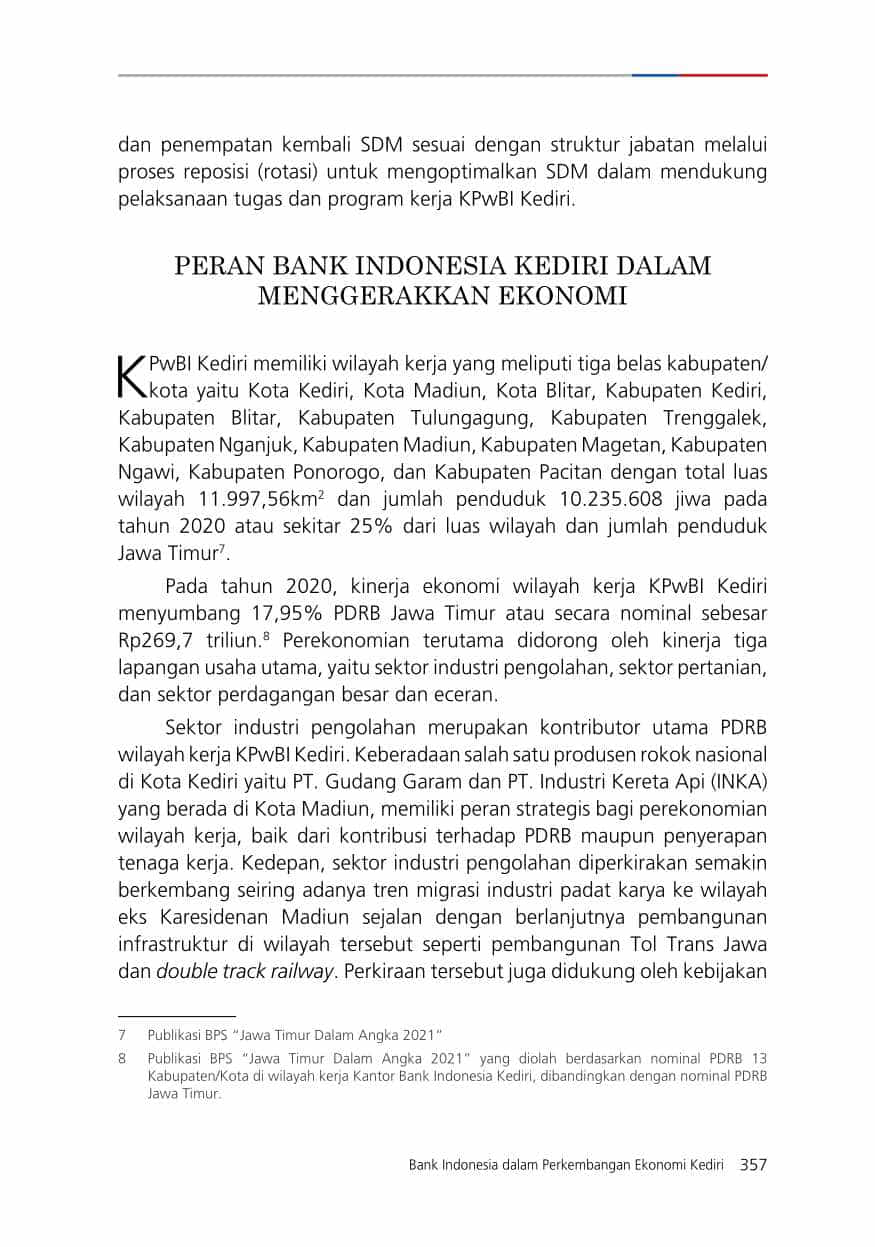 dan penempatan kembali SDM sesuai dengan struktur jabatan melalui
proses reposisi (rotasi) untuk mengoptimalkan SDM dalam mendukung
pelaksanaan tugas dan program kerja KPwBI Kediri.
PERAN BANK INDONESIA KEDIRI DALAM
MENGGERAKKAN EKONOMI
KPwBI Kediri memiliki wilayah kerja yang meliputi tiga belas kabupaten/
kota yaitu Kota Kediri, Kota Madiun, Kota Blitar, Kabupaten Kediri,
Kabupaten Blitar, Kabupaten Tulungagung, Kabupaten Trenggalek,
Kabupaten Nganjuk, Kabupaten Madiun, Kabupaten Magetan, Kabupaten
Ngawi, Kabupaten Ponorogo, dan Kabupaten Pacitan dengan total luas
wilayah 11.997,56km² dan jumlah penduduk 10.235.608 jiwa pada
tahun 2020 atau sekitar 25% dari luas wilayah dan jumlah penduduk
Jawa Timur⁷.
Pada tahun 2020, kinerja ekonomi wilayah kerja KPwBI Kediri
menyumbang 17,95% PDRB Jawa Timur atau secara nominal sebesar
Rp269,7 triliun.⁸ Perekonomian terutama didorong oleh kinerja tiga
lapangan usaha utama, yaitu sektor industri pengolahan, sektor pertanian,
dan sektor perdagangan besar dan eceran.
Sektor industri pengolahan merupakan kontributor utama PDRB
wilayah kerja KPwBI Kediri. Keberadaan salah satu produsen rokok nasional
di Kota Kediri yaitu PT. Gudang Garam dan PT. Industri Kereta Api (INKA)
yang berada di Kota Madiun, memiliki peran strategis bagi perekonomian
wilayah kerja, baik dari kontribusi terhadap PDRB maupun penyerapan
tenaga kerja. Kedepan, sektor industri pengolahan diperkirakan semakin
berkembang seiring adanya tren migrasi industri padat karya ke wilayah
eks Karesidenan Madiun sejalan dengan berlanjutnya pembangunan
infrastruktur di wilayah tersebut seperti pembangunan Tol Trans Jawa
dan double track railway. Perkiraan tersebut juga didukung oleh kebijakan
7 Publikasi BPS “Jawa Timur Dalam Angka 2021”
8 Publikasi BPS “Jawa Timur Dalam Angka 2021” yang diolah berdasarkan nominal PDRB 13
Kabupaten/Kota di wilayah kerja Kantor Bank Indonesia Kediri, dibandingkan dengan nominal PDRB
Jawa Timur.
Bank Indonesia dalam Perkembangan Ekonomi Kediri 357